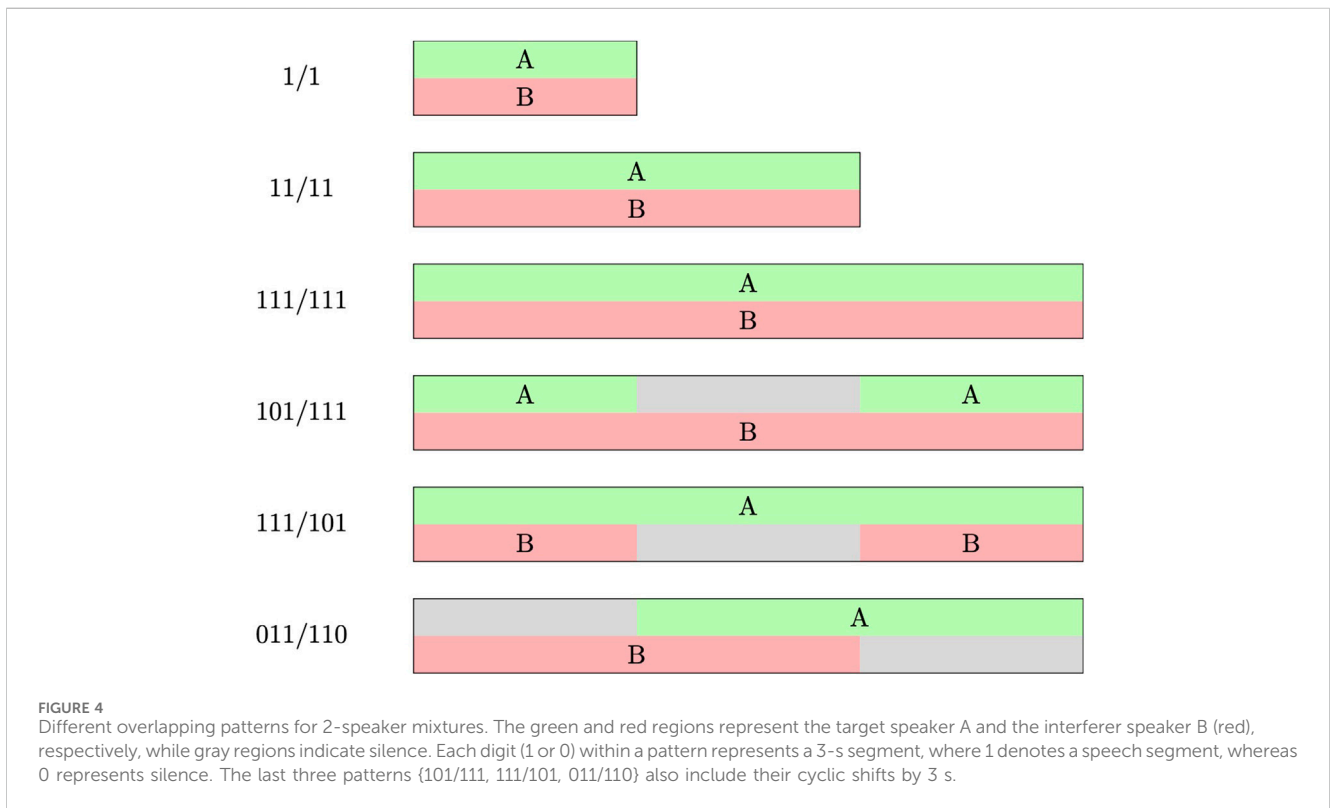 1/1
A
B
11/11
A
B
111/111
A
B
101/111
A A
B
111/101
A
B B
011/110
A
B
FIGURE 4
Different overlapping patterns for 2-speaker mixtures. The green and red regions represent the target speaker A and the interferer speaker B (red),
respectively, while gray regions indicate silence. Each digit (1 or 0) within a pattern represents a 3-s segment, where 1 denotes a speech segment, whereas
0 represents silence. The last three patterns {101/111, 111/101, 011/110} also include their cyclic shifts by 3 s.